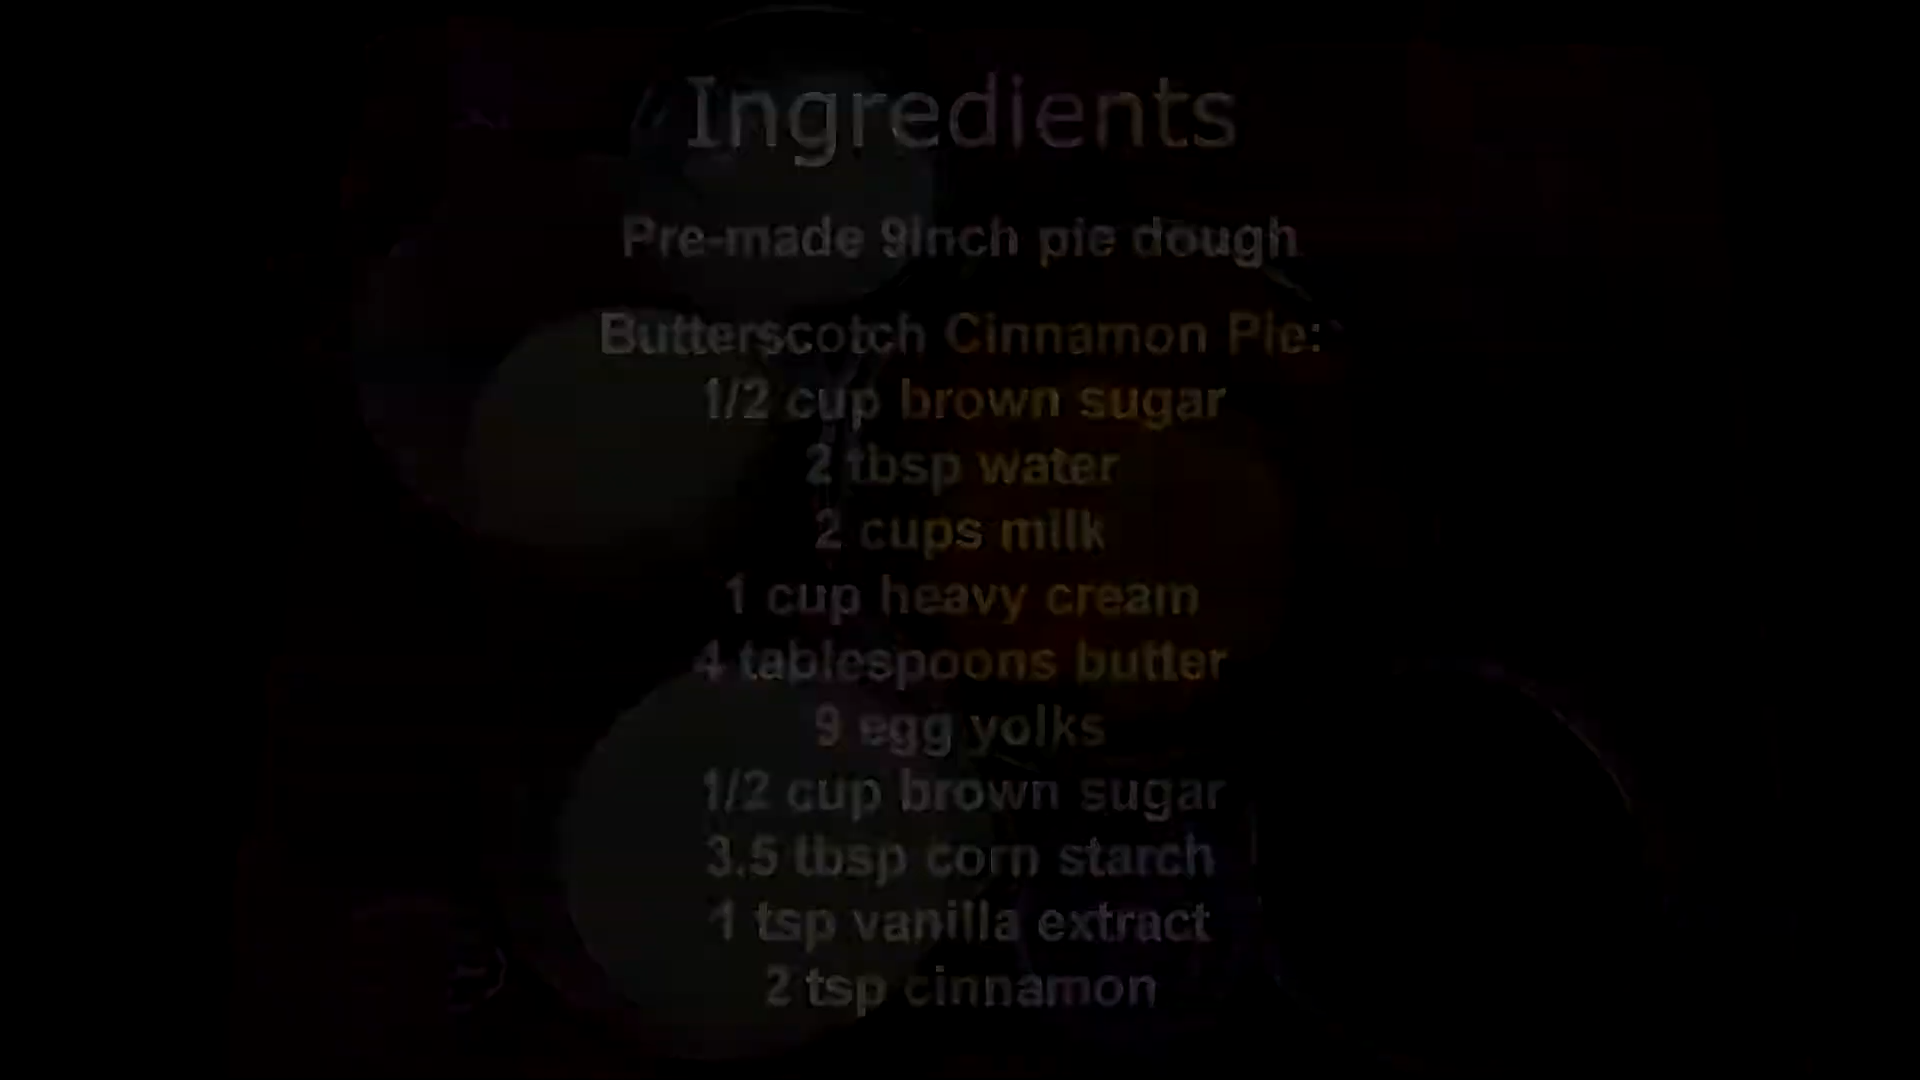 Ingredients
Pre-made 9inch pie dough
Butterscotch Cinnamon Pie:
1/2 cup brown sugar
2 tbsp water
2 cups milk
1 cup heavy cream
4 tablespoons butter
9 egg yolks
1/2 cup brown sugar
3.5 tbsp corn starch
1 tsp vanilla extract
2 tsp cinnamon